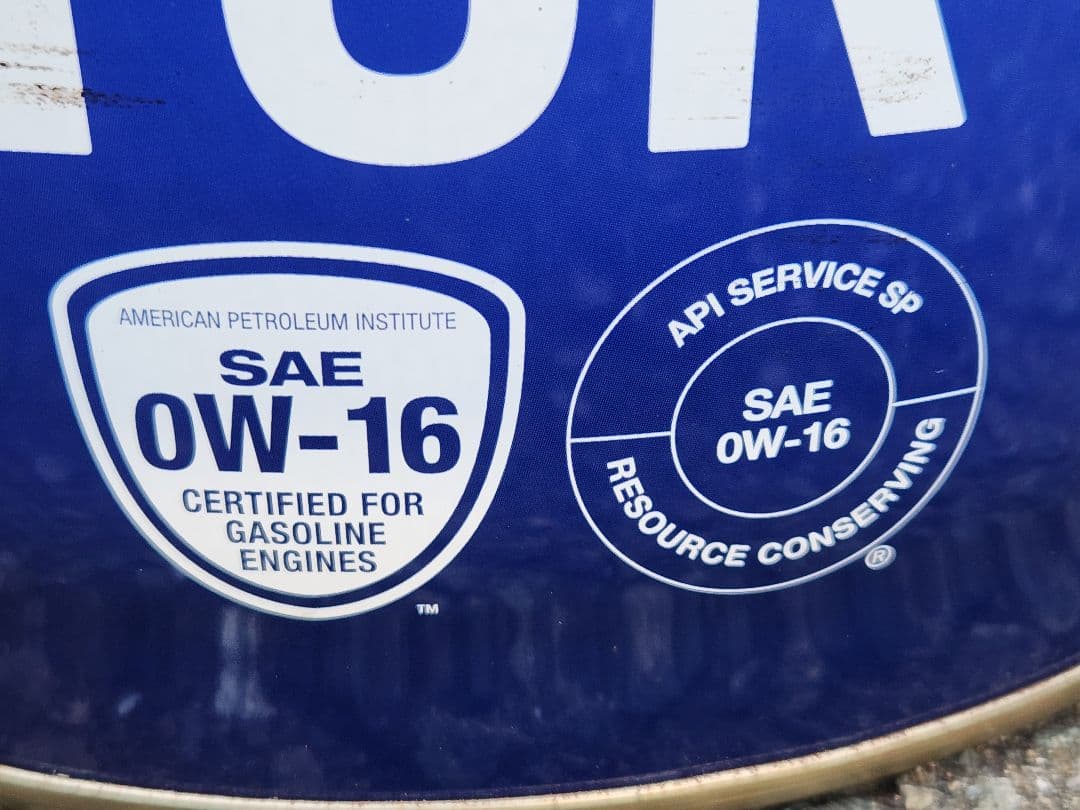 AMERICAN PETROLEUM INSTITUTE
SAE
0W-16
CERTIFIED FOR
GASOLINE
ENGINES
TM
API SERVICE SP
SAE
0W-16
RESOURCE CONSERVING
®